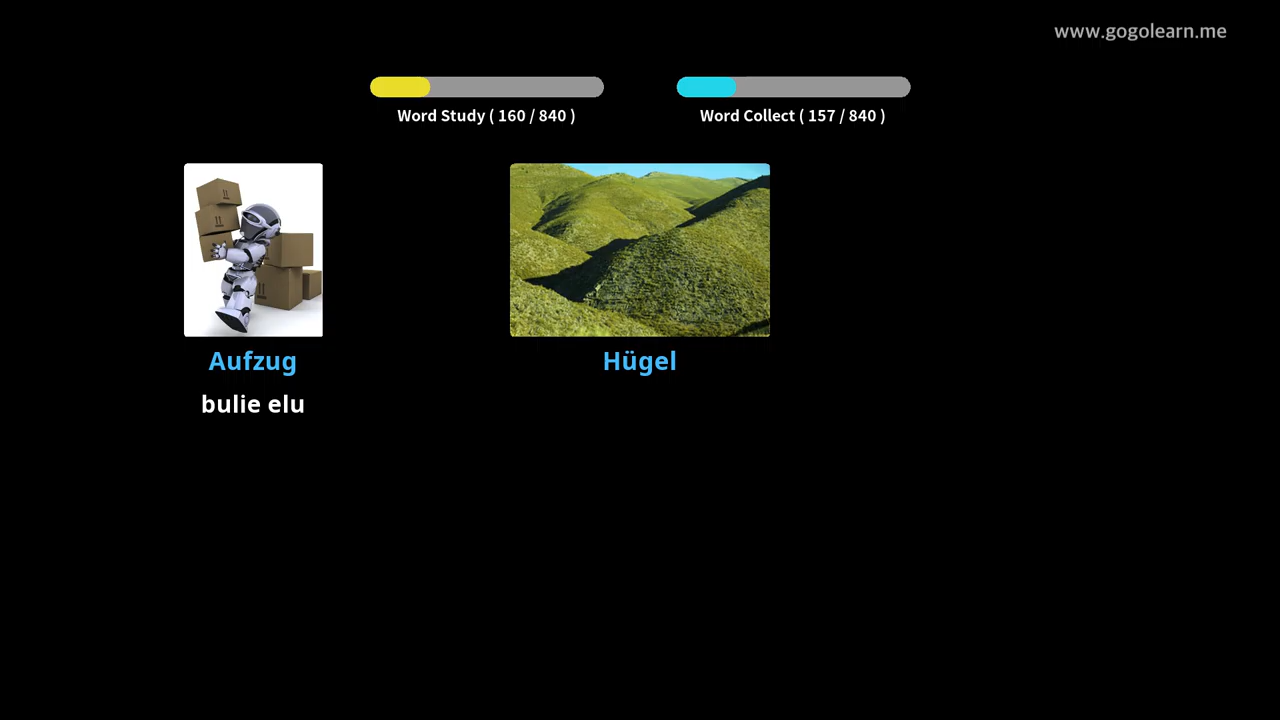 www.gogolearn.me
Word Study ( 160 / 840 )
Word Collect ( 157 / 840 )
Aufzug
Hügel
bulie elu